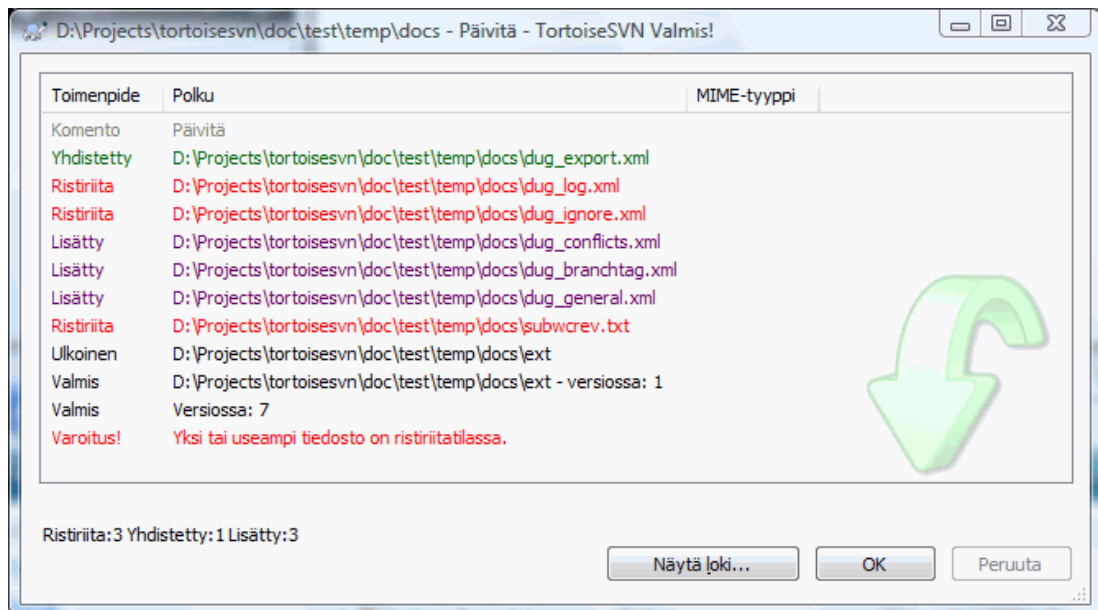 D:\Projects\tortoisesvn\doc\test\temp\docs - Päivitä - TortoiseSVN Valmis!
Toimenpide Polku MIME-tyyppi
Komento Päivitä
Yhdistetty D:\Projects\tortoisesvn\doc\test\temp\docs\dug_export.xml
Ristiriita D:\Projects\tortoisesvn\doc\test\temp\docs\dug_log.xml
Ristiriita D:\Projects\tortoisesvn\doc\test\temp\docs\dug_ignore.xml
Lisätty D:\Projects\tortoisesvn\doc\test\temp\docs\dug_conflicts.xml
Lisätty D:\Projects\tortoisesvn\doc\test\temp\docs\dug_branchtag.xml
Lisätty D:\Projects\tortoisesvn\doc\test\temp\docs\dug_general.xml
Ristiriita D:\Projects\tortoisesvn\doc\test\temp\docs\subwcrev.txt
Ulkoinen D:\Projects\tortoisesvn\doc\test\temp\docs\ext
Valmis D:\Projects\tortoisesvn\doc\test\temp\docs\ext - versiossa: 1
Valmis Versiossa: 7
Varoitus! Yksi tai useampi tiedosto on ristiriitatilassa.
Ristiriita:3 Yhdistetty:1 Lisätty:3
Näytä loki... OK Peruuta